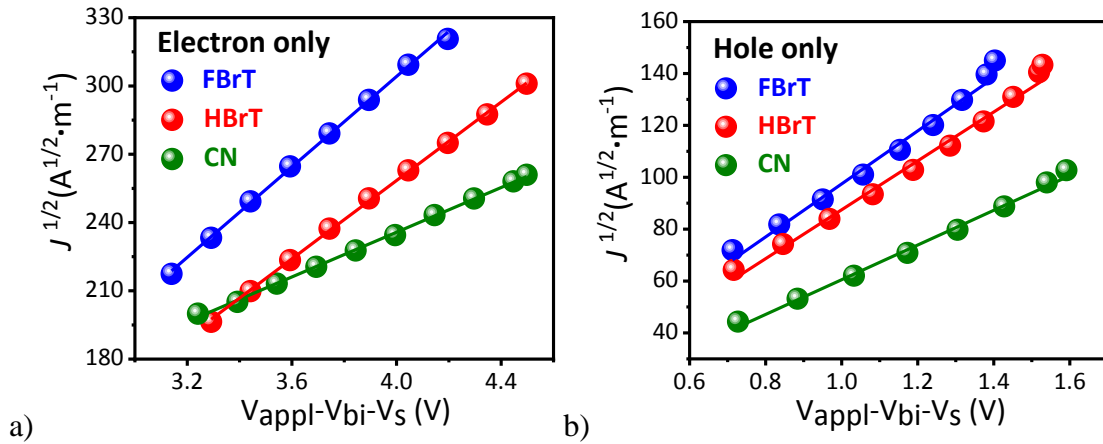 Electron only
FBrT
HBrT
CN
330
300
270
240
210
180
3.2 3.6 4.0 4.4
J 1/2(A1/2·m-1)
Vappl-Vbi-Vs (V)
a)
Hole only
FBrT
HBrT
CN
160
140
120
100
80
60
40
0.6 0.8 1.0 1.2 1.4 1.6
J 1/2(A1/2·m-1)
Vappl-Vbi-Vs (V)
b)